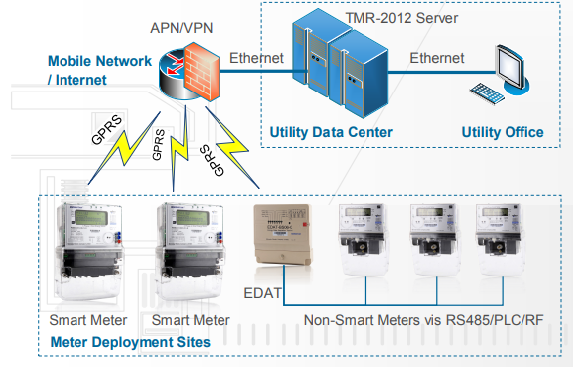 APN/VPN
TMR-2012 Server
Mobile Network
/ Internet
Ethernet
Ethernet
Utility Data Center
Utility Office
GPRS
GPRS
GPRS
EDAT
Smart Meter
Smart Meter
Non-Smart Meters vis RS485/PLC/RF
Meter Deployment Sites